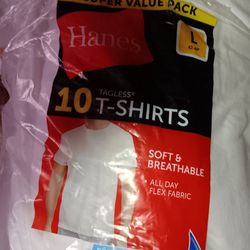 SUPER VALUE PACK
Hanes
L
TAGLESS®
10 T-SHIRTS
SOFT &
BREATHABLE
ALL DAY
FLEX FABRIC